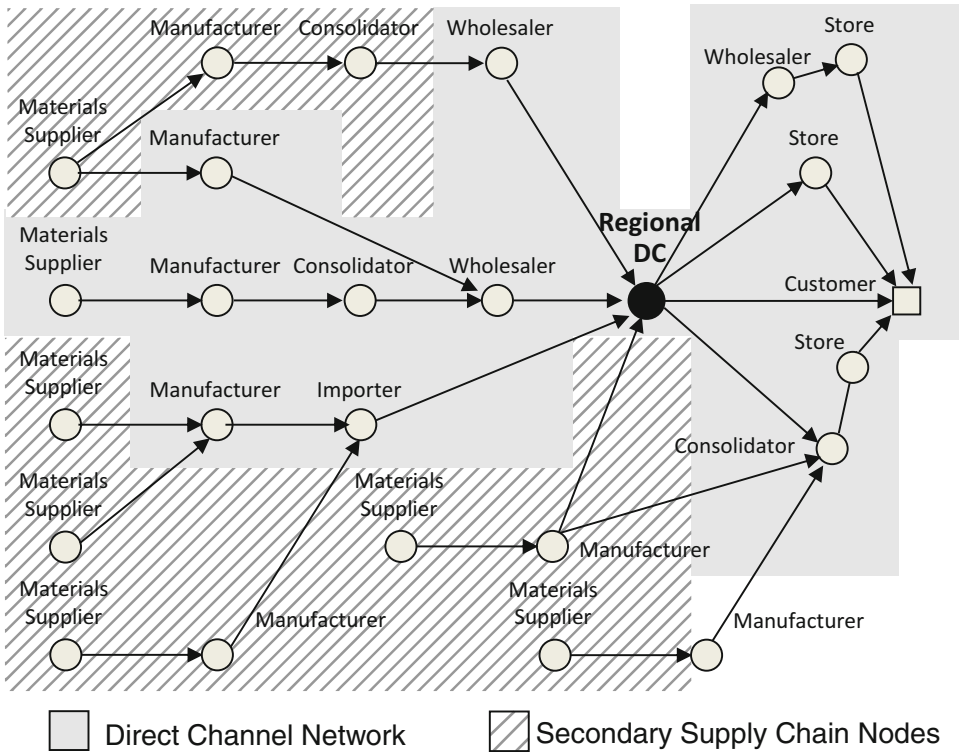 Manufacturer
Consolidator
Wholesaler
Store
Wholesaler
Materials
Supplier
Manufacturer
Store
Regional
DC
Materials
Supplier
Manufacturer
Consolidator
Wholesaler
Customer
Store
Materials
Supplier
Manufacturer
Importer
Consolidator
Materials
Supplier
Materials
Supplier
Manufacturer
Materials
Supplier
Manufacturer
Materials
Supplier
Manufacturer
Direct Channel Network
Secondary Supply Chain Nodes